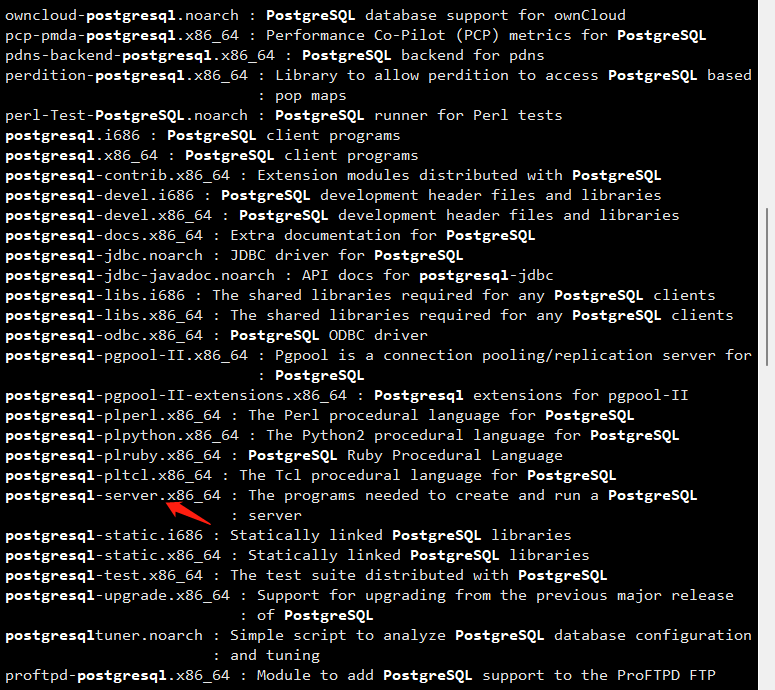 owncloud-postgresql.noarch : PostgreSQL database support for ownCloud
pcp-pmda-postgresql.x86_64 : Performance Co-Pilot (PCP) metrics for PostgreSQL
pdns-backend-postgresql.x86_64 : PostgreSQL backend for pdns
perdition-postgresql.x86_64 : Library to allow perdition to access PostgreSQL based
: pop maps
perl-Test-PostgreSQL.noarch : PostgreSQL runner for Perl tests
postgresql.i686 : PostgreSQL client programs
postgresql.x86_64 : PostgreSQL client programs
postgresql-contrib.x86_64 : Extension modules distributed with PostgreSQL
postgresql-devel.i686 : PostgreSQL development header files and libraries
postgresql-devel.x86_64 : PostgreSQL development header files and libraries
postgresql-docs.x86_64 : Extra documentation for PostgreSQL
postgresql-jdbc.noarch : JDBC driver for PostgreSQL
postgresql-jdbc-javadoc.noarch : API docs for postgresql-jdbc
postgresql-libs.i686 : The shared libraries required for any PostgreSQL clients
postgresql-libs.x86_64 : The shared libraries required for any PostgreSQL clients
postgresql-odbc.x86_64 : PostgreSQL ODBC driver
postgresql-pgpool-II.x86_64 : Pgpool is a connection pooling/replication server for
: PostgreSQL
postgresql-pgpool-II-extensions.x86_64 : Postgresql extensions for pgpool-II
postgresql-plperl.x86_64 : The Perl procedural language for PostgreSQL
postgresql-plpython.x86_64 : The Python2 procedural language for PostgreSQL
postgresql-plruby.x86_64 : PostgreSQL Ruby Procedural Language
postgresql-pltcl.x86_64 : The Tcl procedural language for PostgreSQL
postgresql-server.x86_64 : The programs needed to create and run a PostgreSQL
: server
postgresql-static.i686 : Statically linked PostgreSQL libraries
postgresql-static.x86_64 : Statically linked PostgreSQL libraries
postgresql-test.x86_64 : The test suite distributed with PostgreSQL
postgresql-upgrade.x86_64 : Support for upgrading from the previous major release
: of PostgreSQL
postgresqltuner.noarch : Simple script to analyze PostgreSQL database configuration
: and tuning
proftpd-postgresql.x86_64 : Module to add PostgreSQL support to the ProFTPD FTP